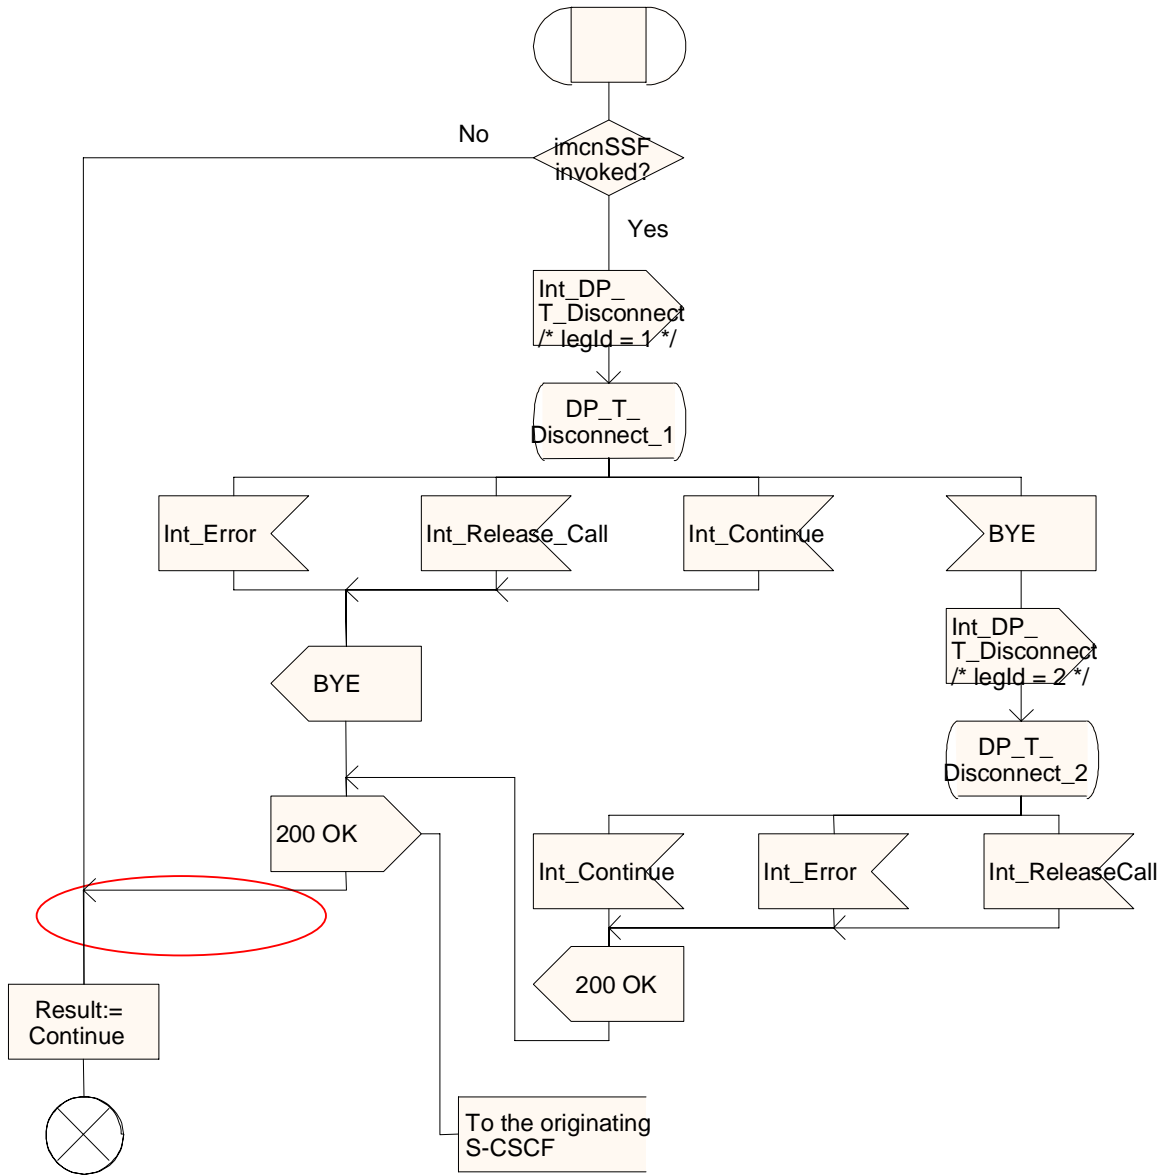 imcnSSF
invoked?
No
Yes
Int_DP_
T_Disconnect
/* legId = 1 */
DP_T_
Disconnect_1
Int_Error
Int_Release_Call
Int_Continue
BYE
Int_DP_
T_Disconnect
/* legId = 2 */
BYE
DP_T_
Disconnect_2
200 OK
Int_Continue
Int_Error
Int_ReleaseCall
200 OK
Result:=
Continue
To the originating
S-CSCF